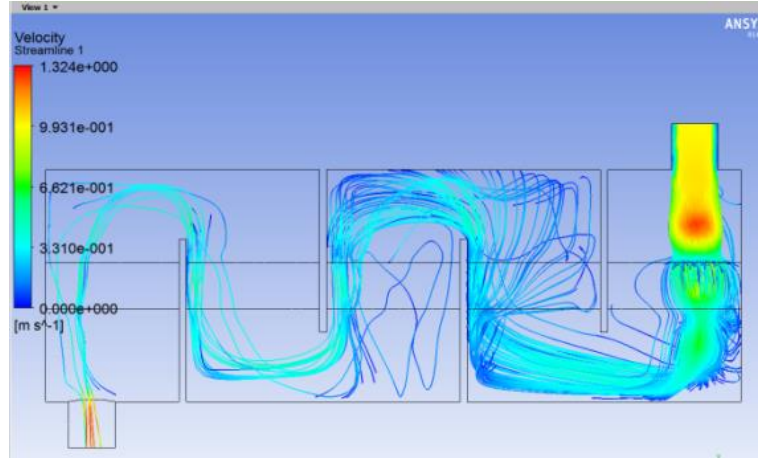 View 1
ANSY
Velocity
Streamline 1
1.324e+000
9.931e-001
6.621e-001
3.310e-001
0.000e+000
[m s^-1]